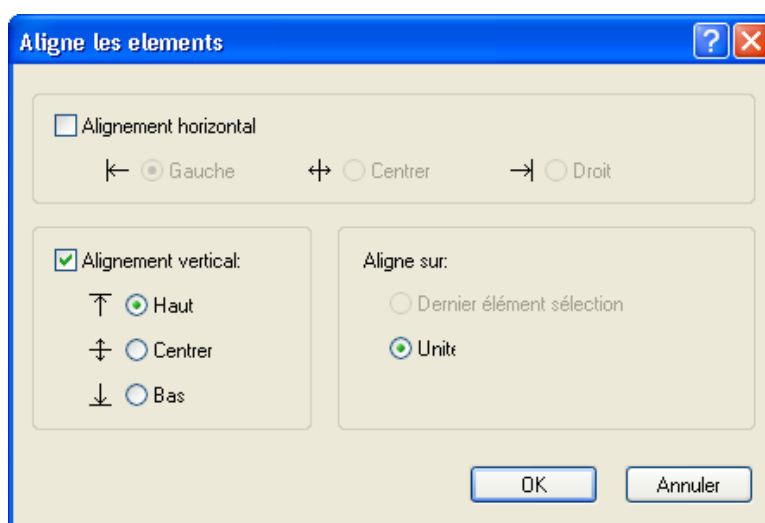 Aligne les elements
Alignement horizontal
Gauche Centrer Droit
Alignement vertical:
Haut
Centrer
Bas
Aligne sur:
Dernier élément sélection
Unite
OK Annuler